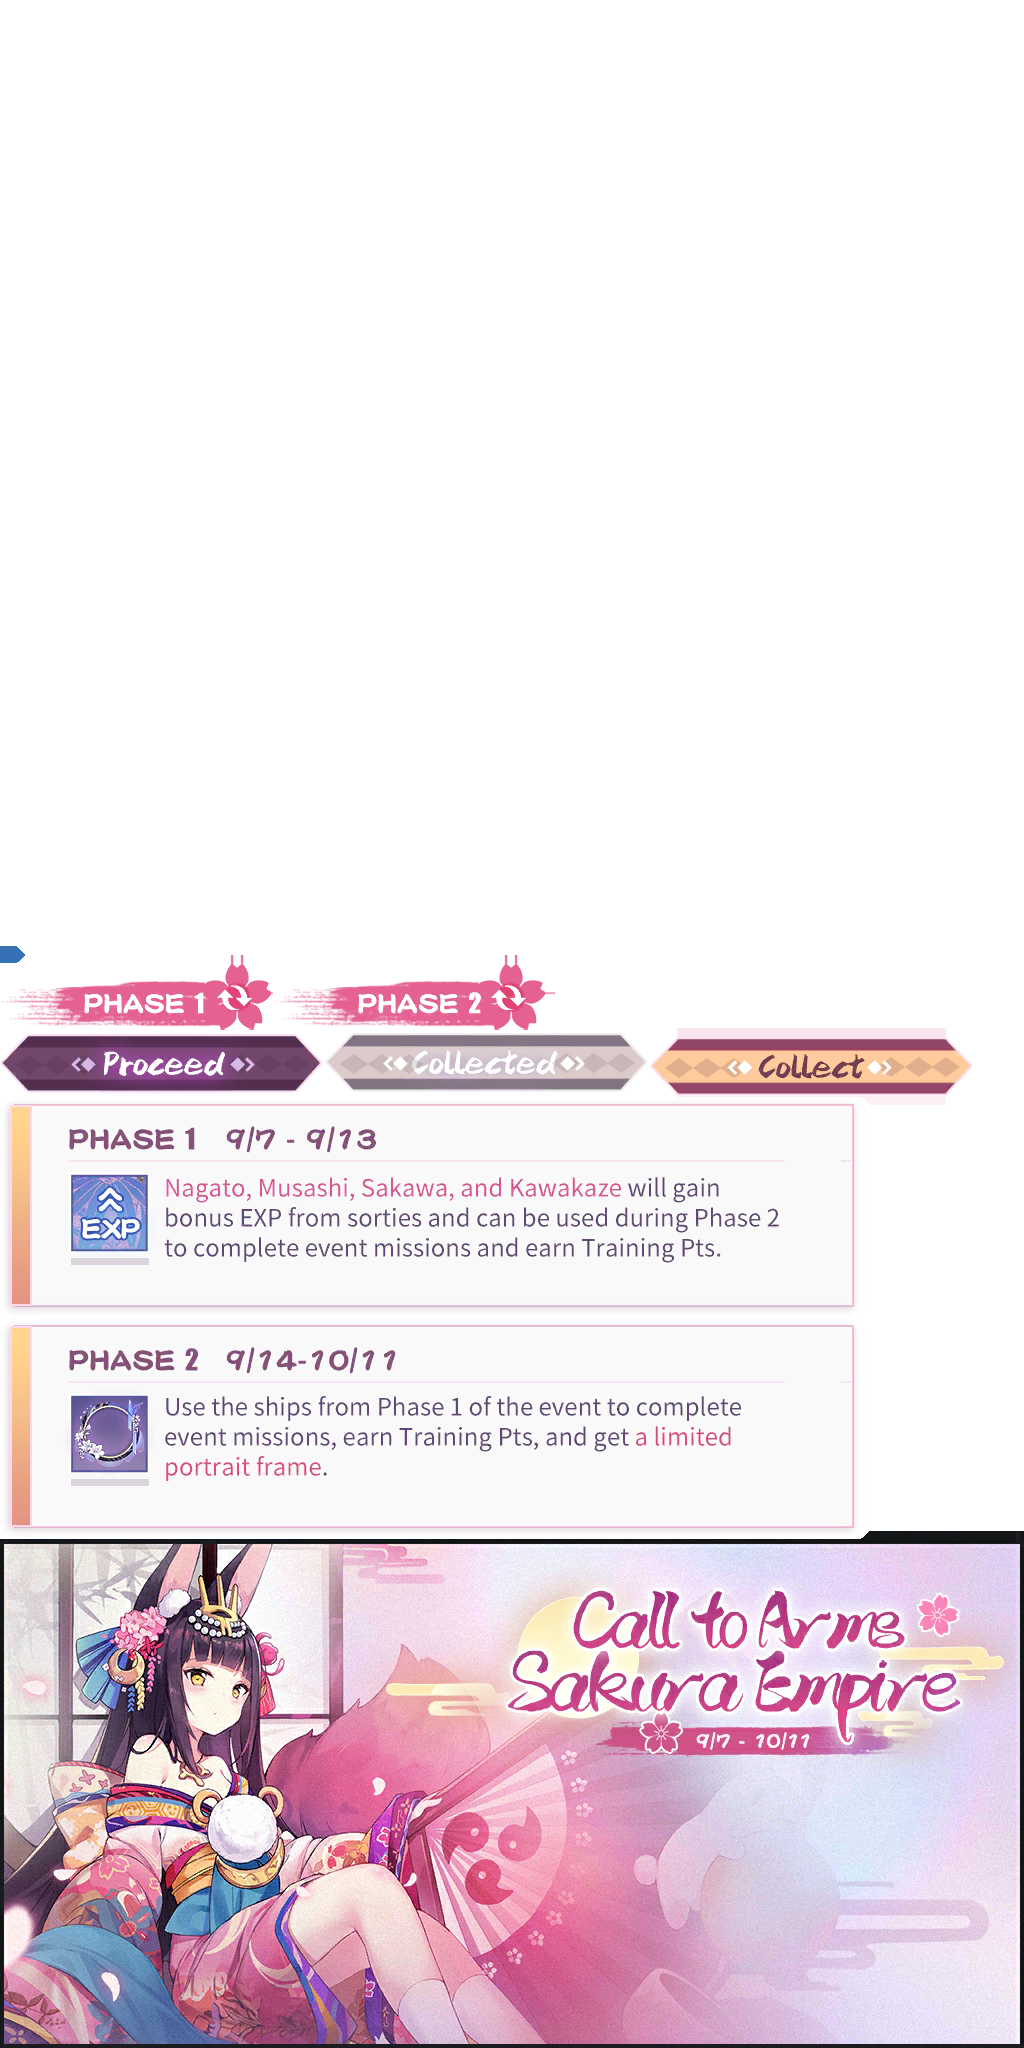 PHASE 1
PHASE 2
Proceed
Collected
Collect
PHASE 1 9/7 - 9/13
EXP
Nagato, Musashi, Sakawa, and Kawakaze will gain
bonus EXP from sorties and can be used during Phase 2
to complete event missions and earn Training Pts.
PHASE 2 9/14-10/11
Use the ships from Phase 1 of the event to complete
event missions, earn Training Pts, and get a limited
portrait frame.
Call to Arms
Sakura Empire
9/7 - 10/11